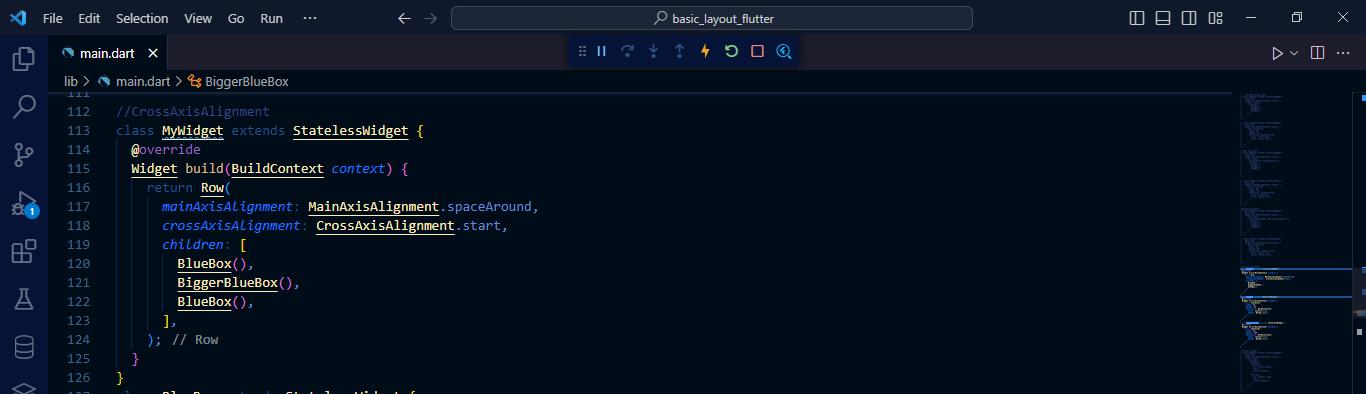 File Edit Selection View Go Run ···
basic_layout_flutter
main.dart
lib > main.dart > BiggerBlueBox
111
112 //CrossAxisAlignment
113 class MyWidget extends StatelessWidget {
114 @override
115 Widget build(BuildContext context) {
116 return Row(
117 mainAxisAlignment: MainAxisAlignment.spaceAround,
118 crossAxisAlignment: CrossAxisAlignment.start,
119 children: [
120 BlueBox(),
121 BiggerBlueBox(),
122 BlueBox(),
123 ],
124 ); // Row
125 }
126 }
1